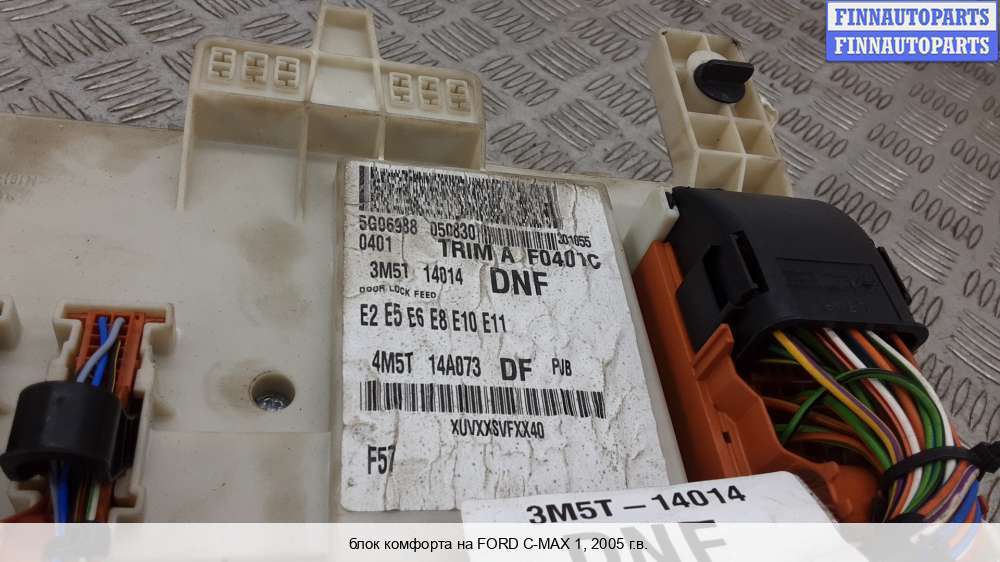 FINNAUTOPARTS
FINNAUTOPARTS
5G06988 050830
301055
0401 TRIM A F0401C
3M5T 14014 DNF
DOOR LOCK FEED
E2 E5 E6 E8 E10 E11
4M5T 14A073 DF PJB
XUVXXSVFXX40
F57
3M5T-14014
DNF
блок комфорта на FORD C-MAX 1, 2005 г.в.